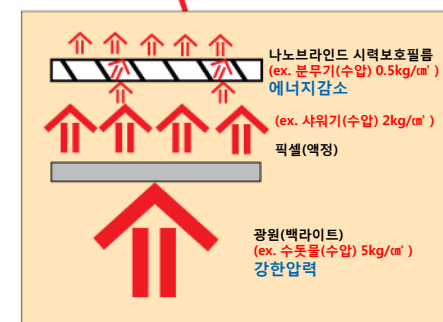 나노브라인드 시력보호필름
(ex. 분무기(수압) 0.5kg/㎠ )
에너지감소
(ex. 샤워기(수압) 2kg/㎠ )
픽셀(액정)
광원(백라이트)
(ex. 수돗물(수압) 5kg/㎠ )
강한압력